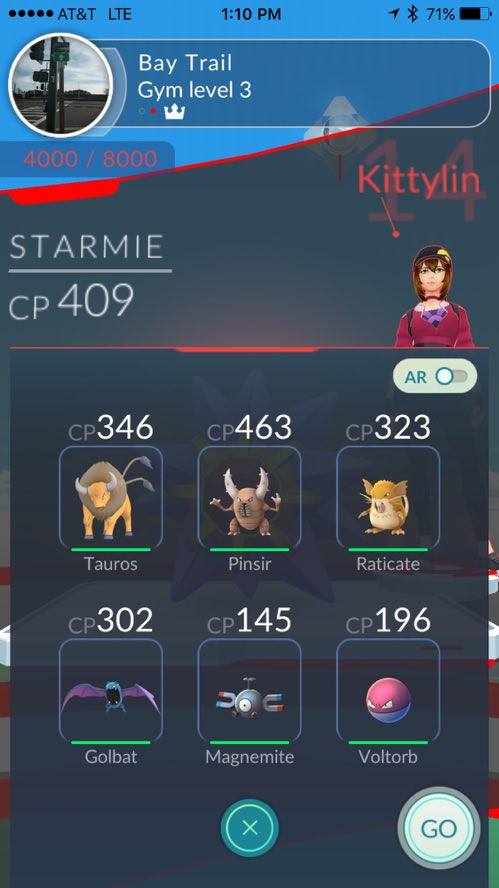 AT&T LTE 1:10 PM 71%
Bay Trail
Gym level 3
4000 / 8000
14
Kittylin
STARMIE
CP 409
AR
CP346 CP463 CP323
Tauros Pinsir Raticate
CP302 CP145 CP196
Golbat Magnemite Voltorb
GO